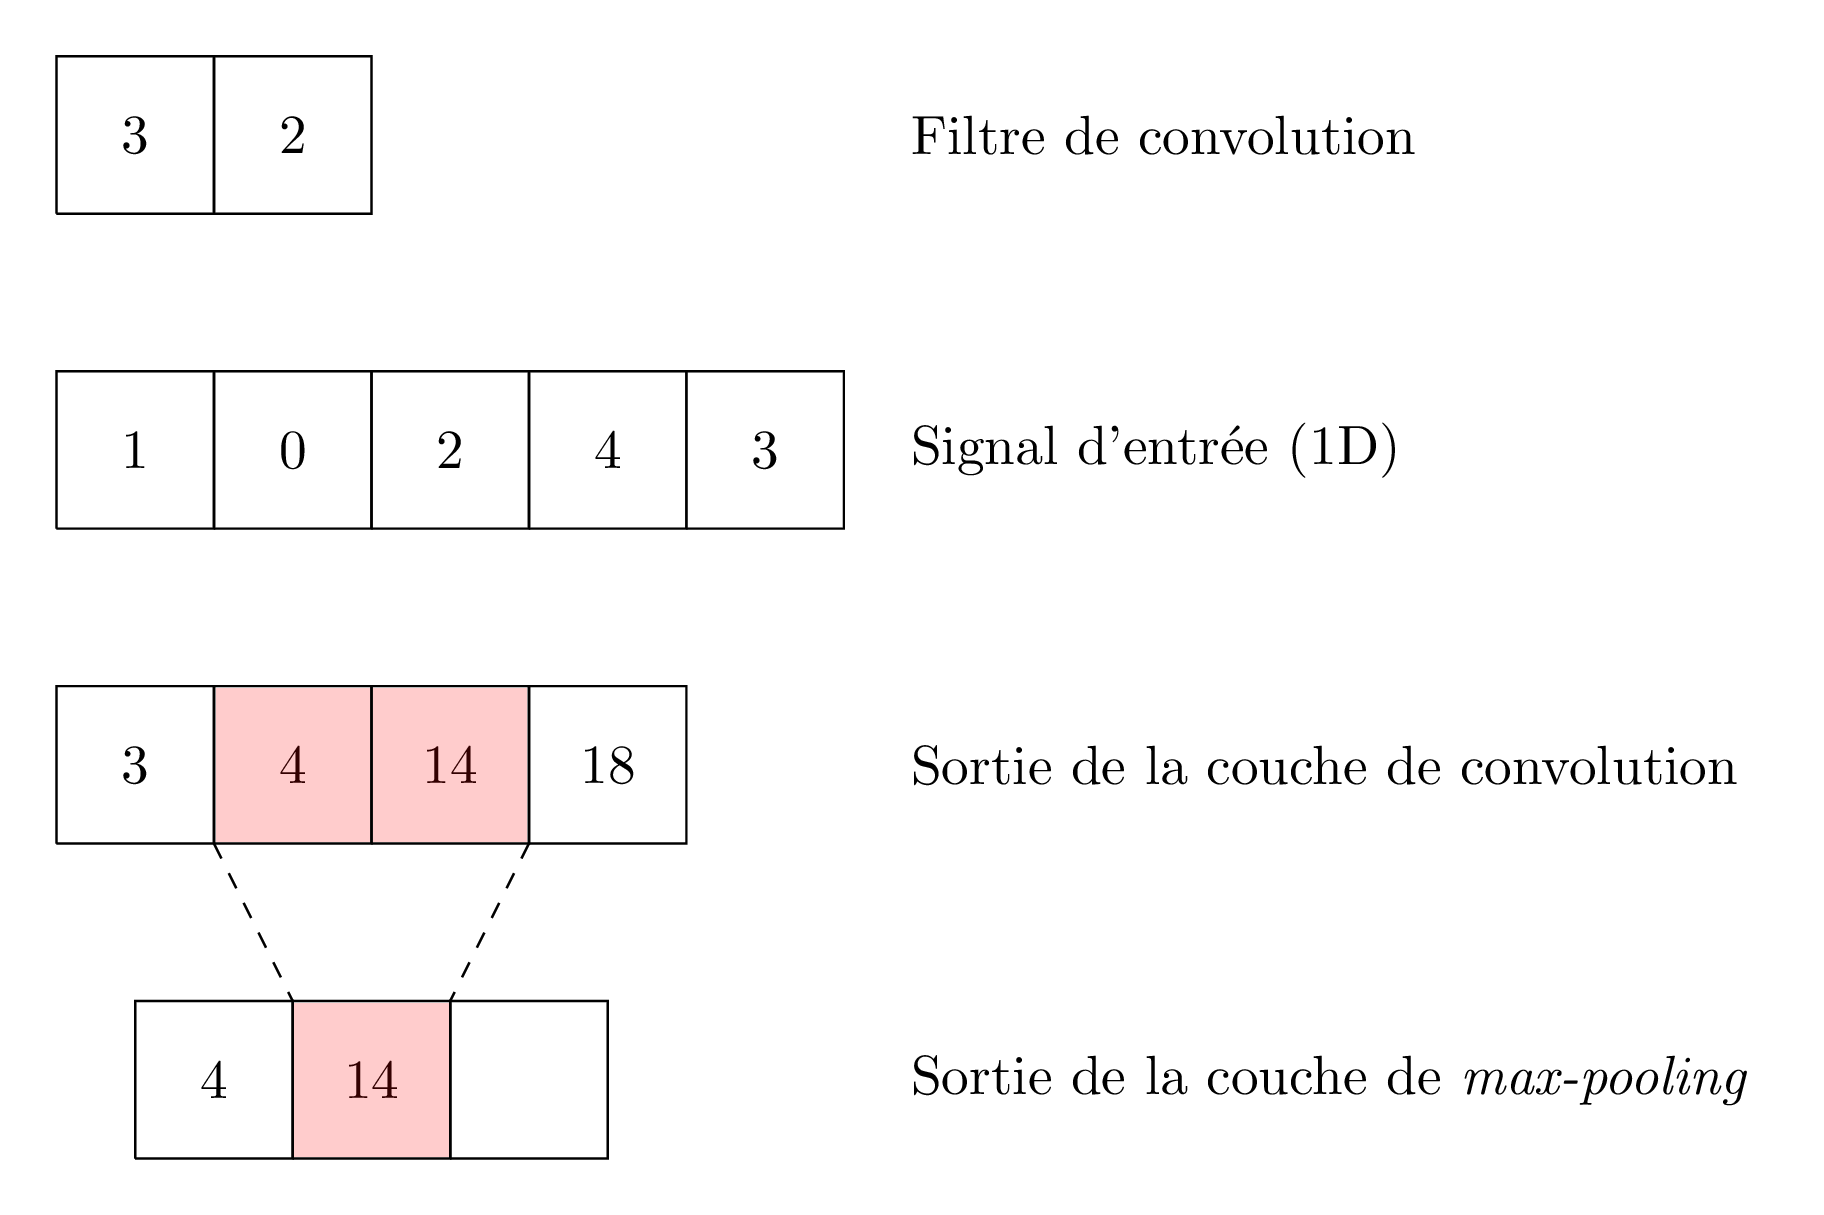 3 2 Filtre de convolution
1 0 2 4 3 Signal d'entrée (1D)
3 4 14 18 Sortie de la couche de convolution
4 14 Sortie de la couche de max-pooling